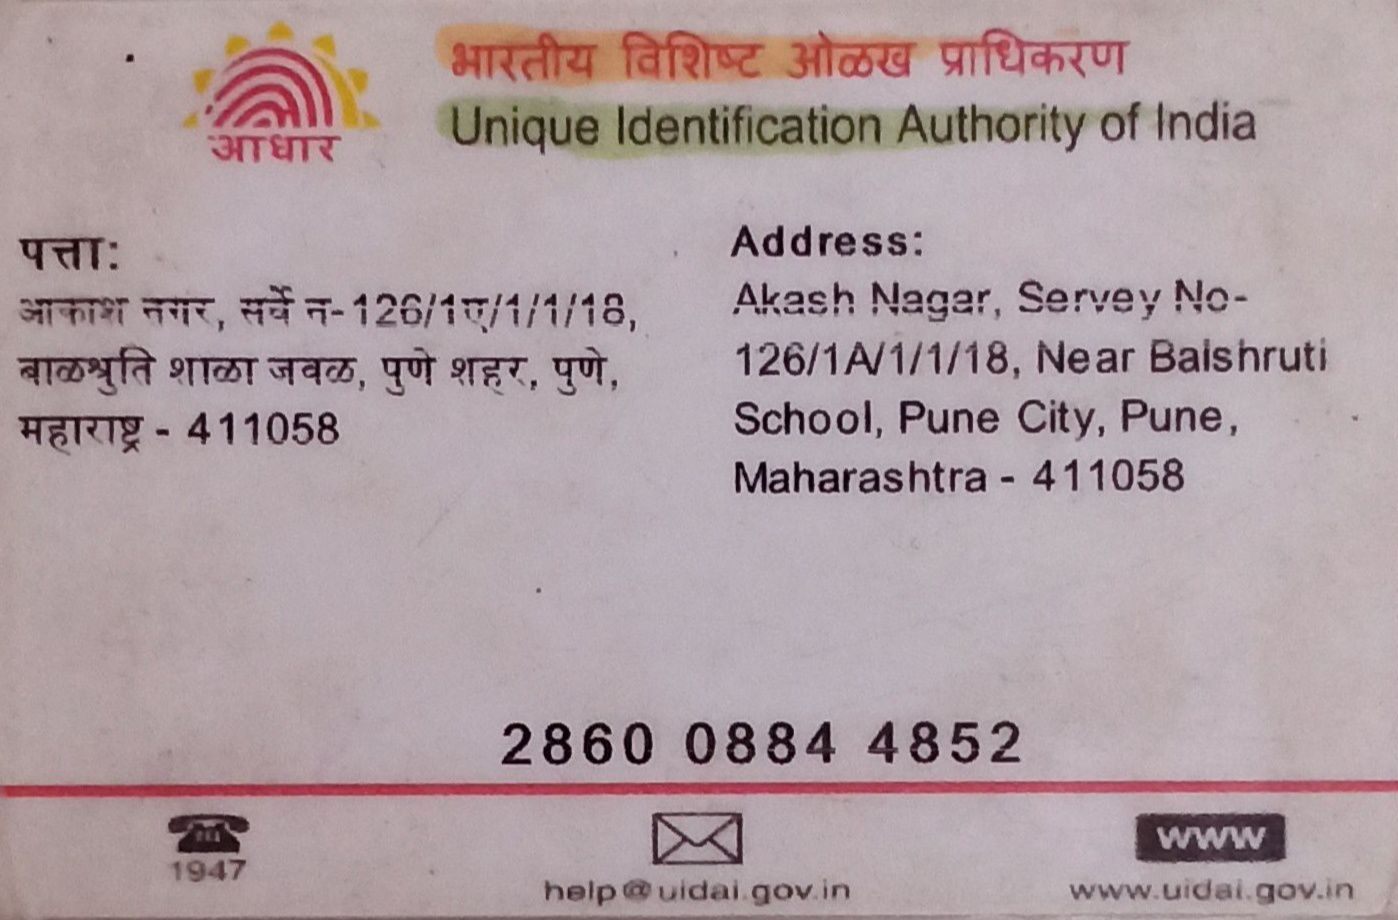 आधार
भारतीय विशिष्ट ओळख प्राधिकरण
Unique Identification Authority of India
पत्ता:
आकाश नगर, सर्वे न- 126/1ए/1/1/18,
बाळश्रुति शाळा जवळ, पुणे शहर, पुणे,
महाराष्ट्र - 411058
Address:
Akash Nagar, Servey No-
126/1A/1/1/18, Near Balshruti
School, Pune City, Pune,
Maharashtra - 411058
2860 0884 4852
1947
help@uidai.gov.in
www
www.uidai.gov.in